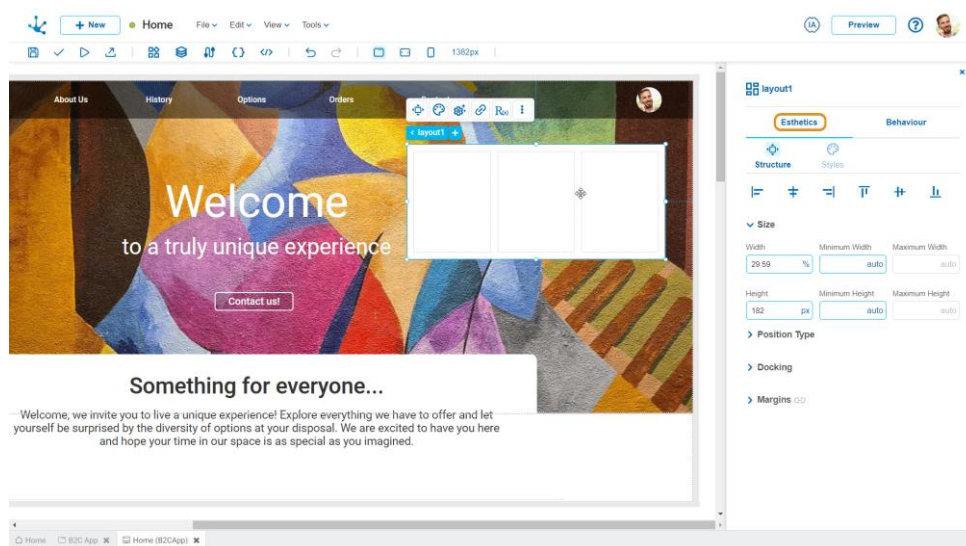 + New
Home
File Edit View Tools
IA
Preview
?
1382px
About Us History Options Orders
< layout1 +
Welcome
to a truly unique experience
Contact us!
Something for everyone...
Welcome, we invite you to live a unique experience! Explore everything we have to offer and let
yourself be surprised by the diversity of options at your disposal. We are excited to have you here
and hope your time in our space is as special as you imagined.
layout1
Esthetics Behaviour
Structure Styles
Size
Width Minimum Width Maximum Width
29.59 % auto auto
Height Minimum Height Maximum Height
182 px auto auto
Position Type
Docking
Margins
Home B2C App Home (B2CApp)